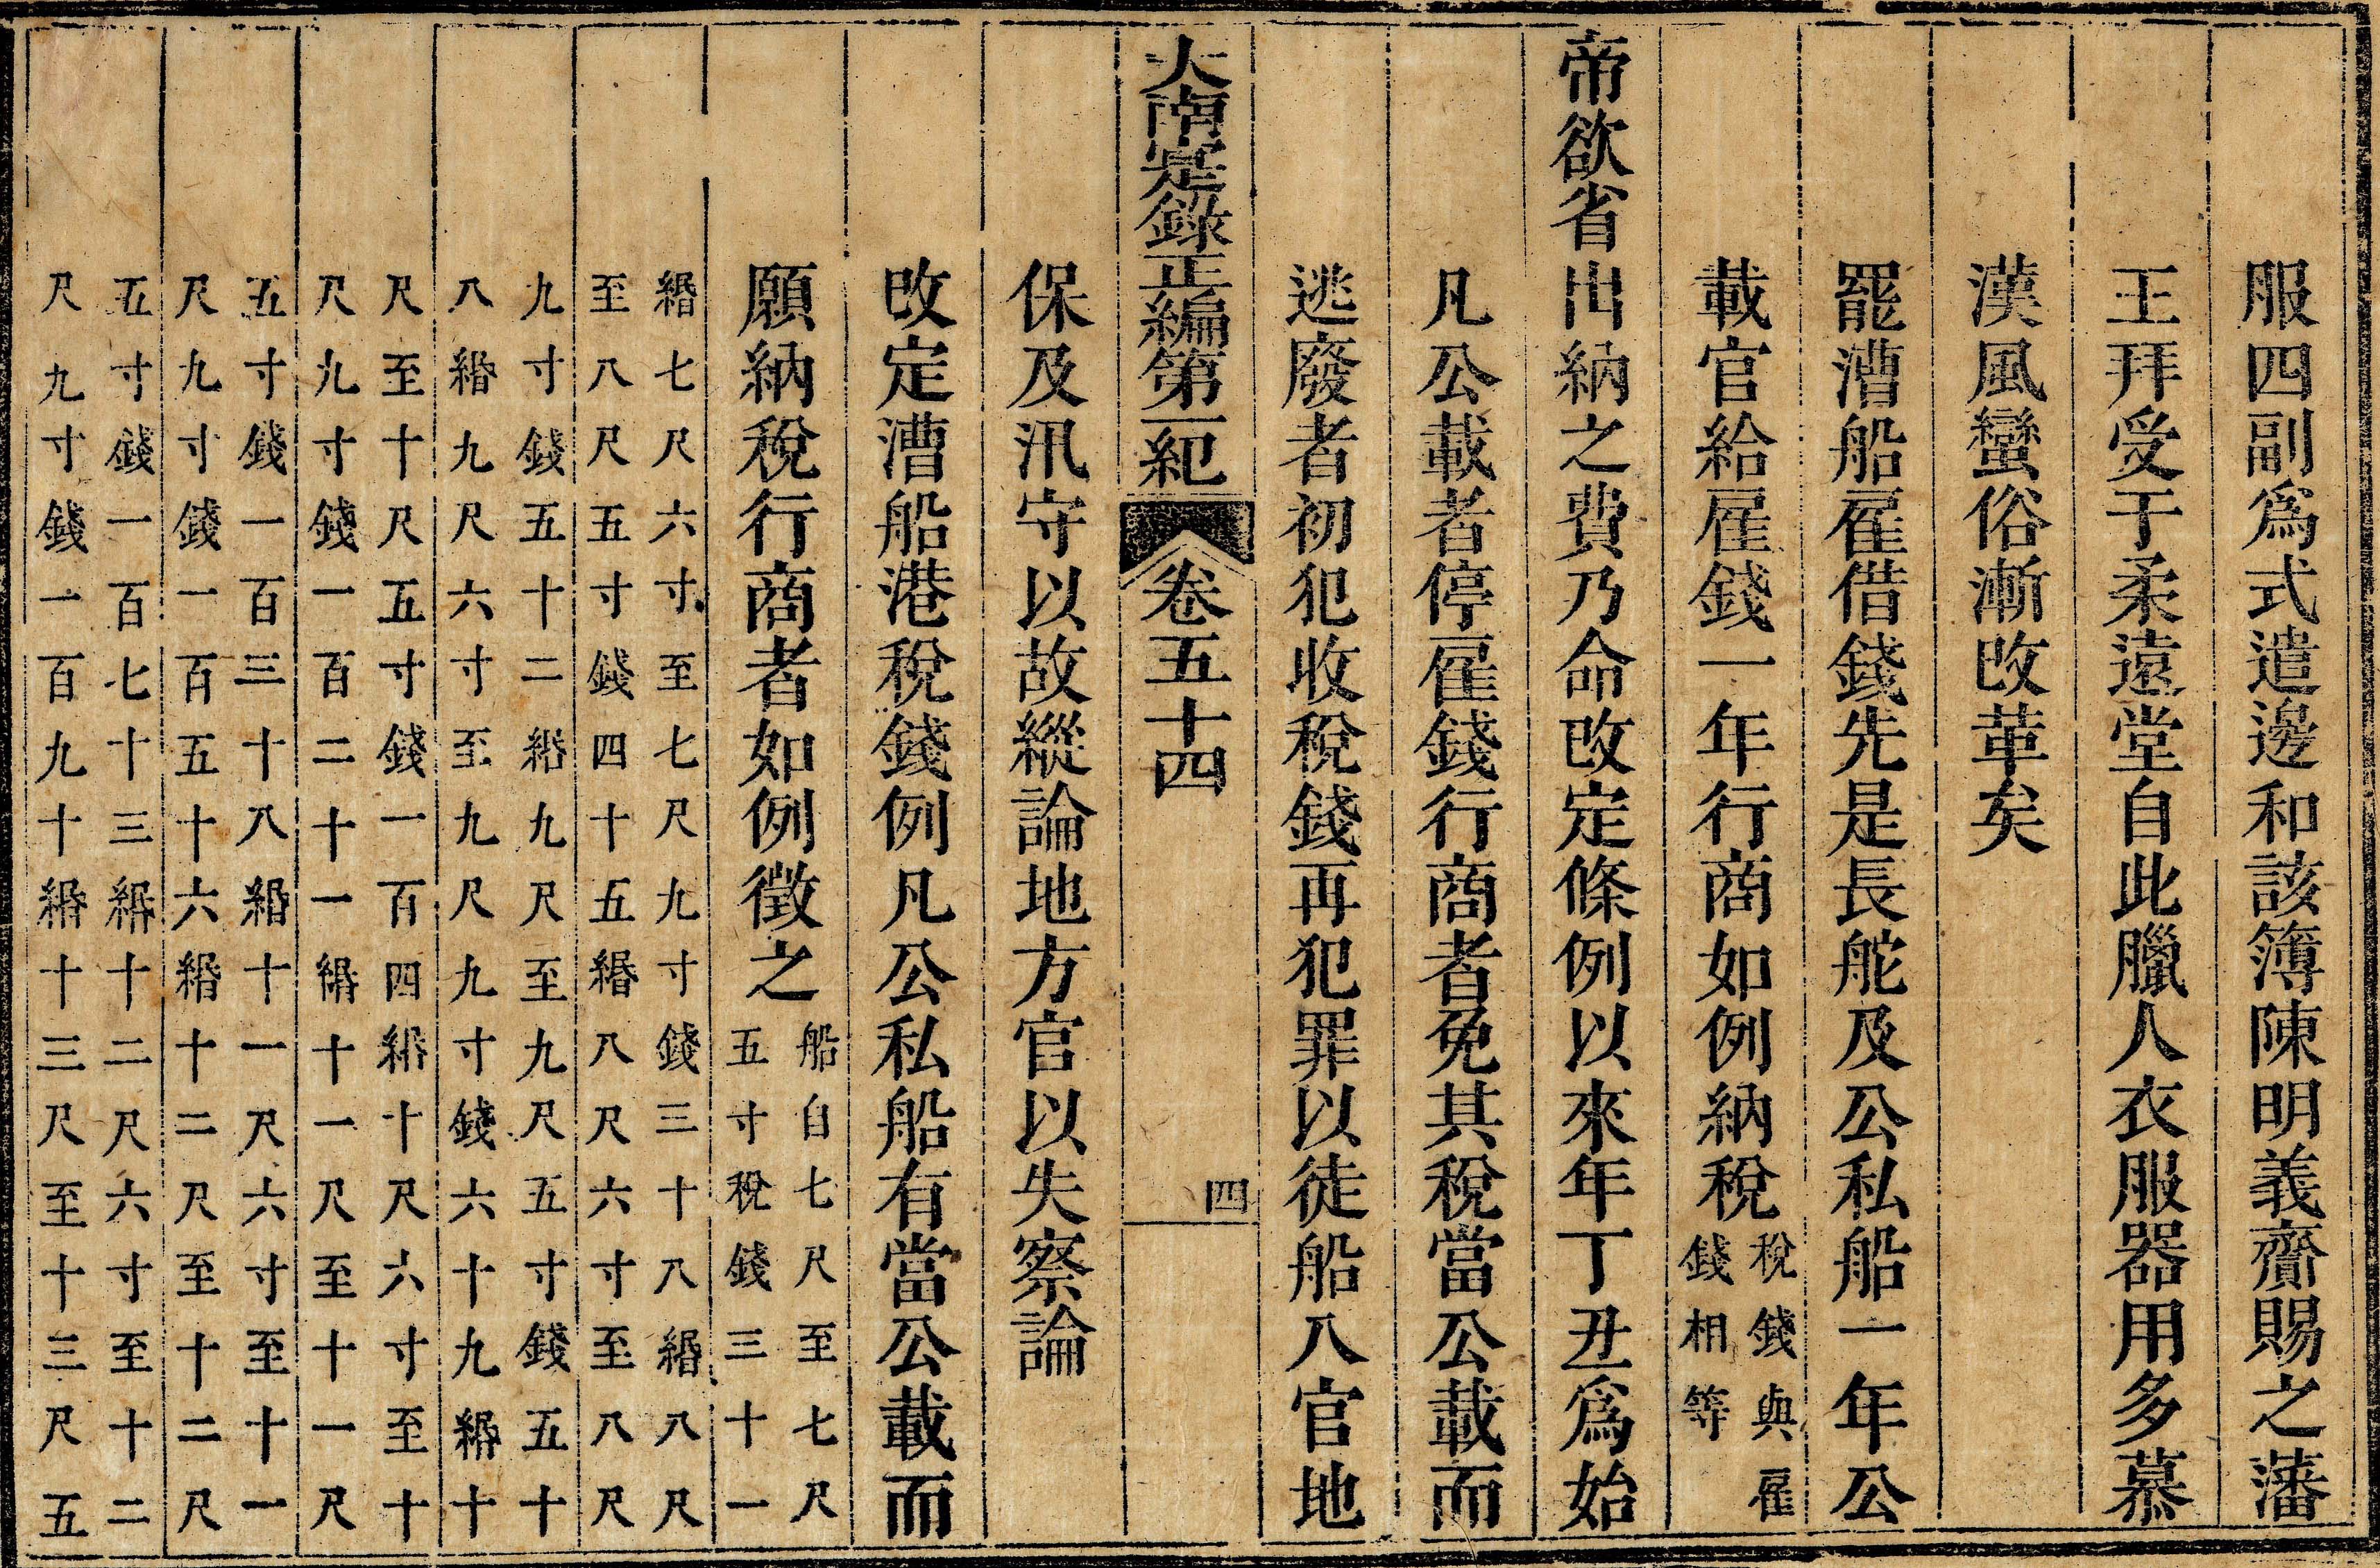 服四副爲式遣邊和該簿陳明義齎賜之藩
王拜受于柔遠堂自此臘人衣服器用多慕
漢風蠻俗漸改革矣
罷漕船雇借錢先是長舵及公私船一年公
載官給雇錢一年行商如例納稅稅錢與雇
錢相等
帝欲省出納之費乃命改定條例以來年丁丑爲始
凡公載者停雇錢行商者免其稅當公載而
逃廢者初犯收稅錢再犯罪以徒船入官地
大南寔錄正編第一紀 卷五十四 四
保及汛守以故縱論地方官以失察論
改定漕船港稅錢例凡公私船有當公載而
願納稅行商者如例徵之船自七尺至七尺
五寸稅錢三十一
緡七尺六寸至七尺九寸錢三十八緡八尺
至八尺五寸錢四十五緡八尺六寸至八尺
九寸錢五十二緡九尺至九尺五寸錢五十
八緡九尺六寸至九尺九寸錢六十九緡十
尺至十尺五寸錢一百四緡十尺六寸至十
尺九寸錢一百二十一緡十一尺至十一尺
五寸錢一百三十八緡十一尺六寸至十一
尺九寸錢一百五十六緡十二尺至十二尺
五寸錢一百七十三緡十二尺六寸至十二
尺九寸錢一百九十緡十三尺至十三尺五